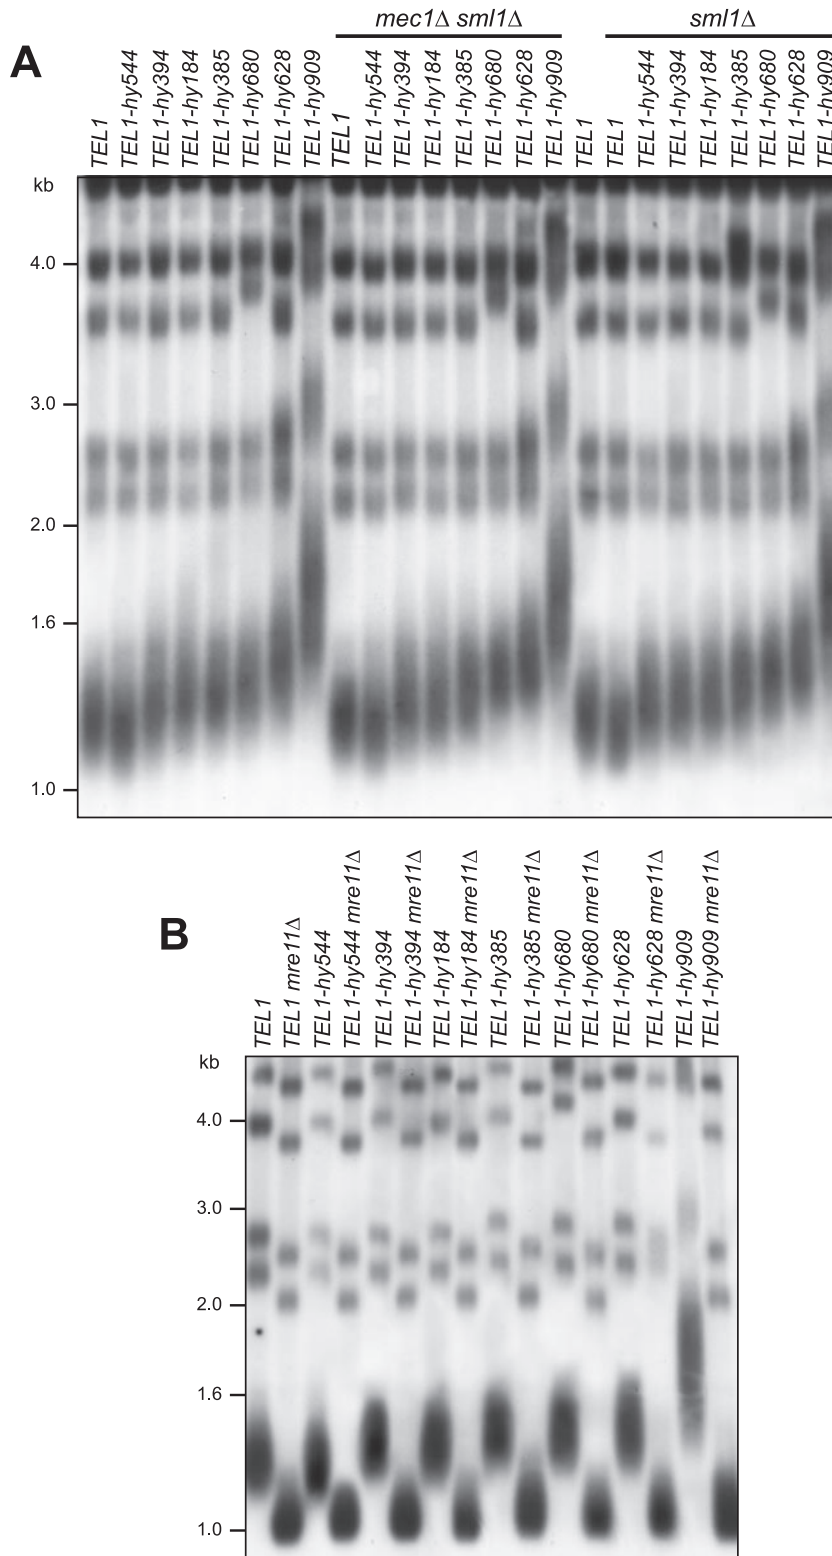 mec1Δ sml1Δ
sml1Δ
A
TEL1
TEL1-hy544
TEL1-hy394
TEL1-hy184
TEL1-hy385
TEL1-hy680
TEL1-hy628
TEL1-hy909
TEL1
TEL1-hy544
TEL1-hy394
TEL1-hy184
TEL1-hy385
TEL1-hy680
TEL1-hy628
TEL1-hy909
TEL1
TEL1
TEL1-hy544
TEL1-hy394
TEL1-hy184
TEL1-hy385
TEL1-hy680
TEL1-hy628
TEL1-hy909
kb
4.0
3.0
2.0
1.6
1.0
B
TEL1
TEL1 mre11Δ
TEL1-hy544
TEL1-hy544 mre11Δ
TEL1-hy394
TEL1-hy394 mre11Δ
TEL1-hy184
TEL1-hy184 mre11Δ
TEL1-hy385
TEL1-hy385 mre11Δ
TEL1-hy680
TEL1-hy680 mre11Δ
TEL1-hy628
TEL1-hy628 mre11Δ
TEL1-hy909
TEL1-hy909 mre11Δ
kb
4.0
3.0
2.0
1.6
1.0